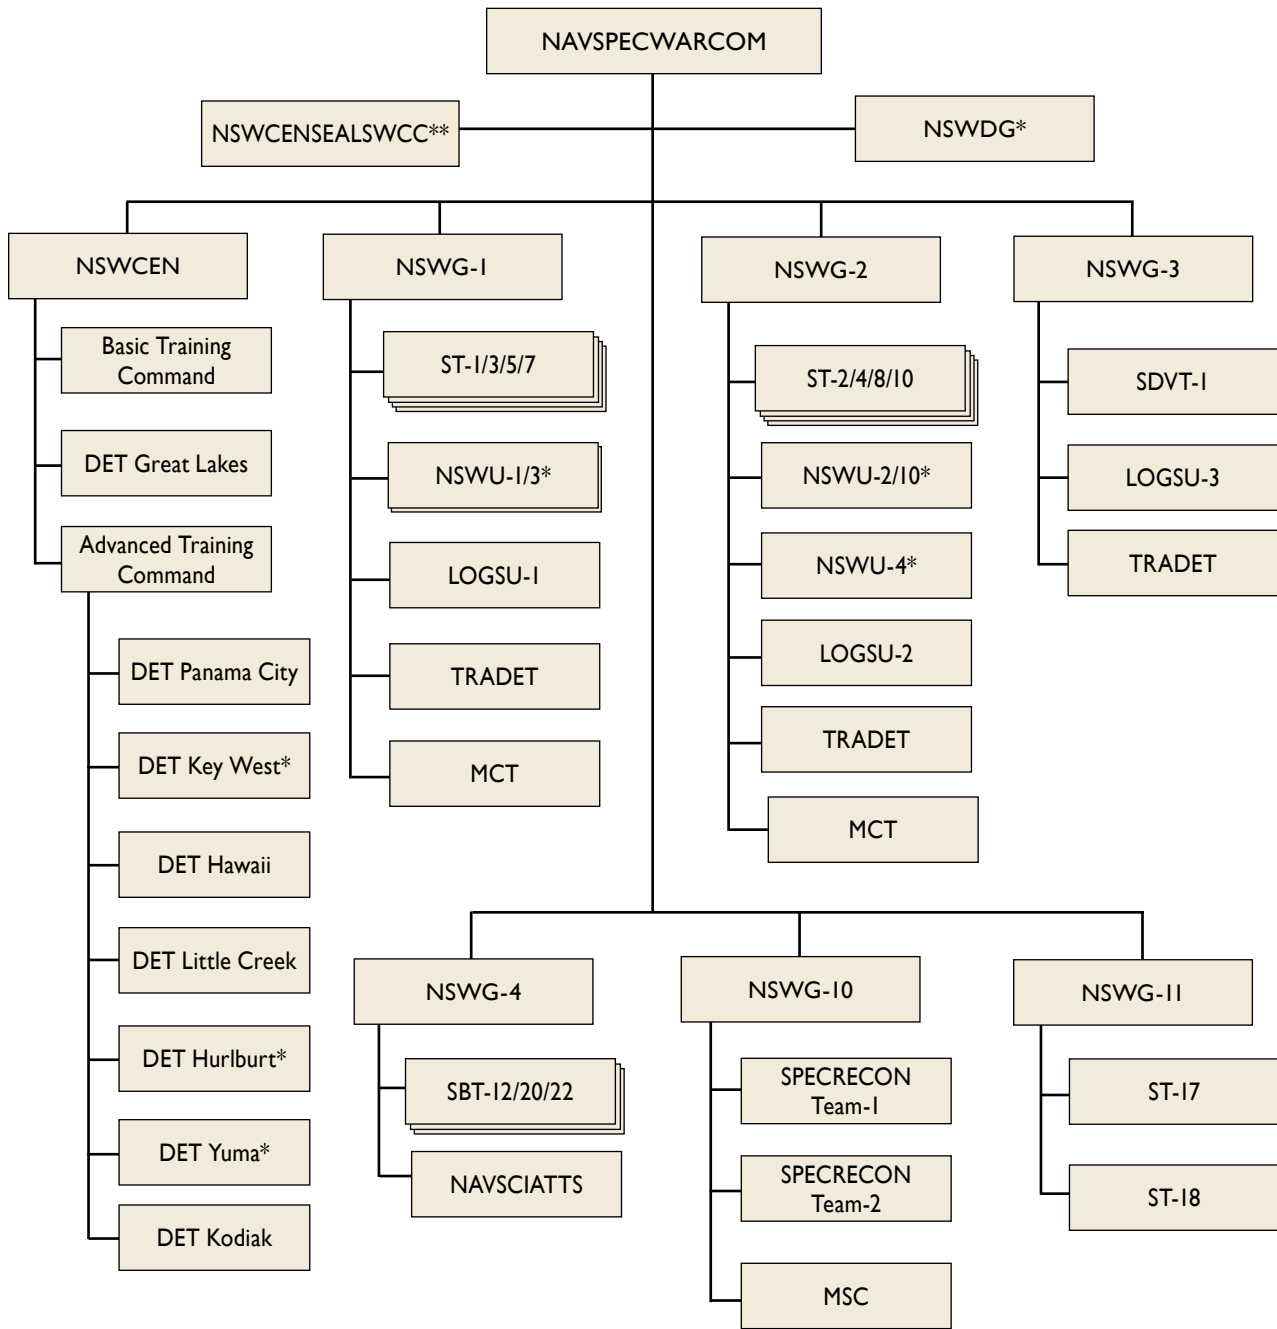 NAVSPECWARCOM
NSWCENSEALSWCC**
NSWDG*
NSWCEN
Basic Training
Command
DET Great Lakes
Advanced Training
Command
DET Panama City
DET Key West*
DET Hawaii
DET Little Creek
DET Hurlburt*
DET Yuma*
DET Kodiak
NSWG-1
ST-1/3/5/7
NSWU-1/3*
LOGSU-1
TRADET
MCT
NSWG-2
ST-2/4/8/10
NSWU-2/10*
NSWU-4*
LOGSU-2
TRADET
MCT
NSWG-3
SDVT-1
LOGSU-3
TRADET
NSWG-4
SBT-12/20/22
NAVSCIATTS
NSWG-10
SPECRECON
Team-1
SPECRECON
Team-2
MSC
NSWG-11
ST-17
ST-18